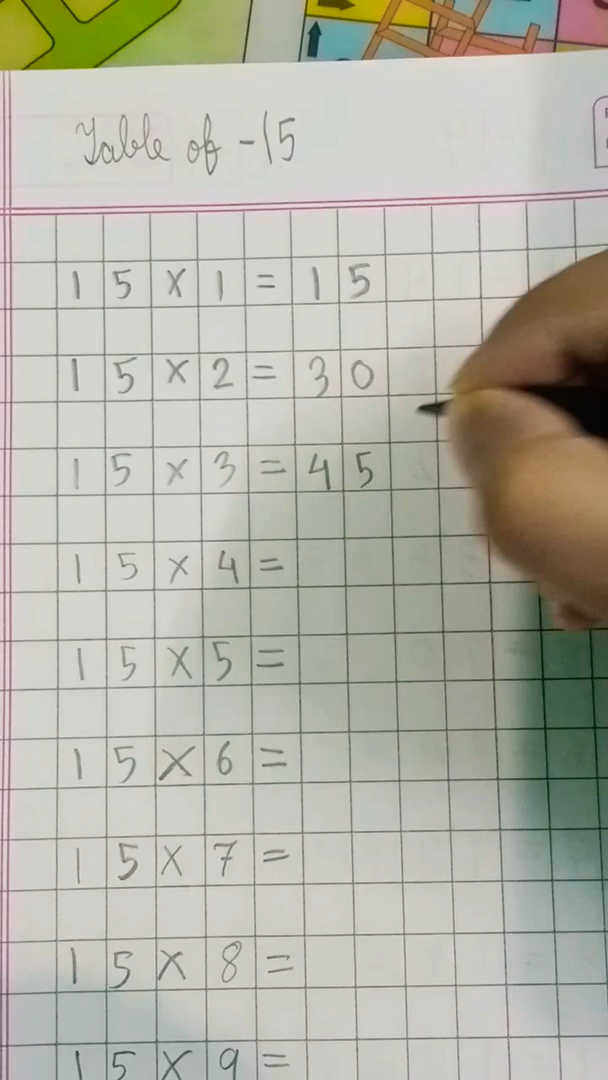 Table of -15
15 × 1 = 15
15 × 2 = 30
15 × 3 = 45
15 × 4 =
15 × 5 =
15 × 6 =
15 × 7 =
15 × 8 =
15 × 9 =